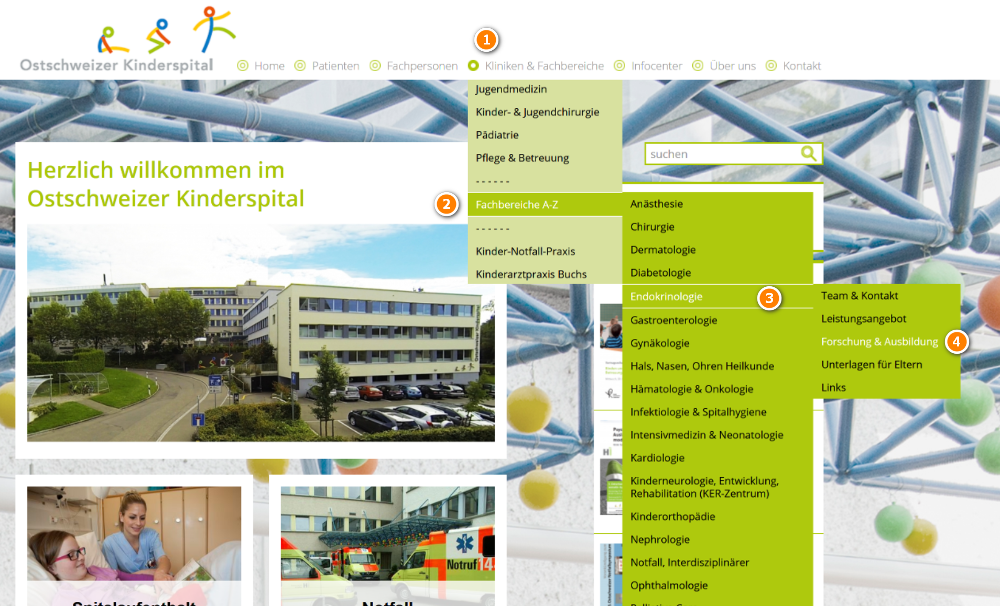 1
Ostschweizer Kinderspital
Home
Patienten
Fachpersonen
Kliniken & Fachbereiche
Infocenter
Über uns
Kontakt
Jugendmedizin
Kinder- & Jugendchirurgie
Pädiatrie
Pflege & Betreuung
- - - - - -
2
Fachbereiche A-Z
- - - - - -
Kinder-Notfall-Praxis
Kinderarztpraxis Buchs
Anästhesie
Chirurgie
Dermatologie
Diabetologie
Endokrinologie
3
Gastroenterologie
Gynäkologie
Hals, Nasen, Ohren Heilkunde
Hämatologie & Onkologie
Infektiologie & Spitalhygiene
Intensivmedizin & Neonatologie
Kardiologie
Kinderneurologie, Entwicklung,
Rehabilitation (KER-Zentrum)
Kinderorthopädie
Nephrologie
Notfall, Interdisziplinärer
Ophthalmologie
Team & Kontakt
Leistungsangebot
Forschung & Ausbildung
4
Unterlagen für Eltern
Links
suchen
Herzlich willkommen im
Ostschweizer Kinderspital
Notruf 14
Spitalaufenthalt
Notfall